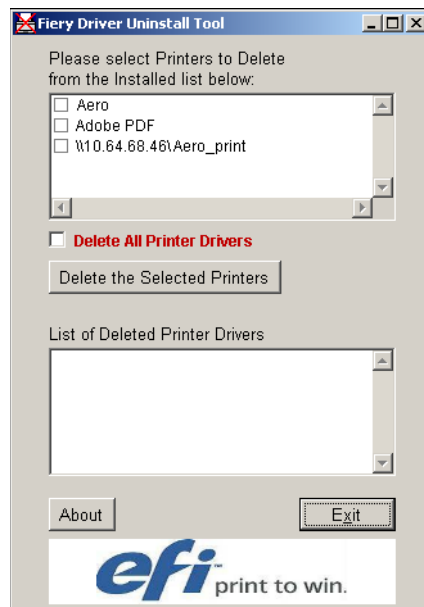 Fiery Driver Uninstall Tool
Please select Printers to Delete
from the Installed list below:
Aero
Adobe PDF
\\10.64.68.46\Aero_print
Delete All Printer Drivers
Delete the Selected Printers
List of Deleted Printer Drivers
About
Exit
efi™ print to win.